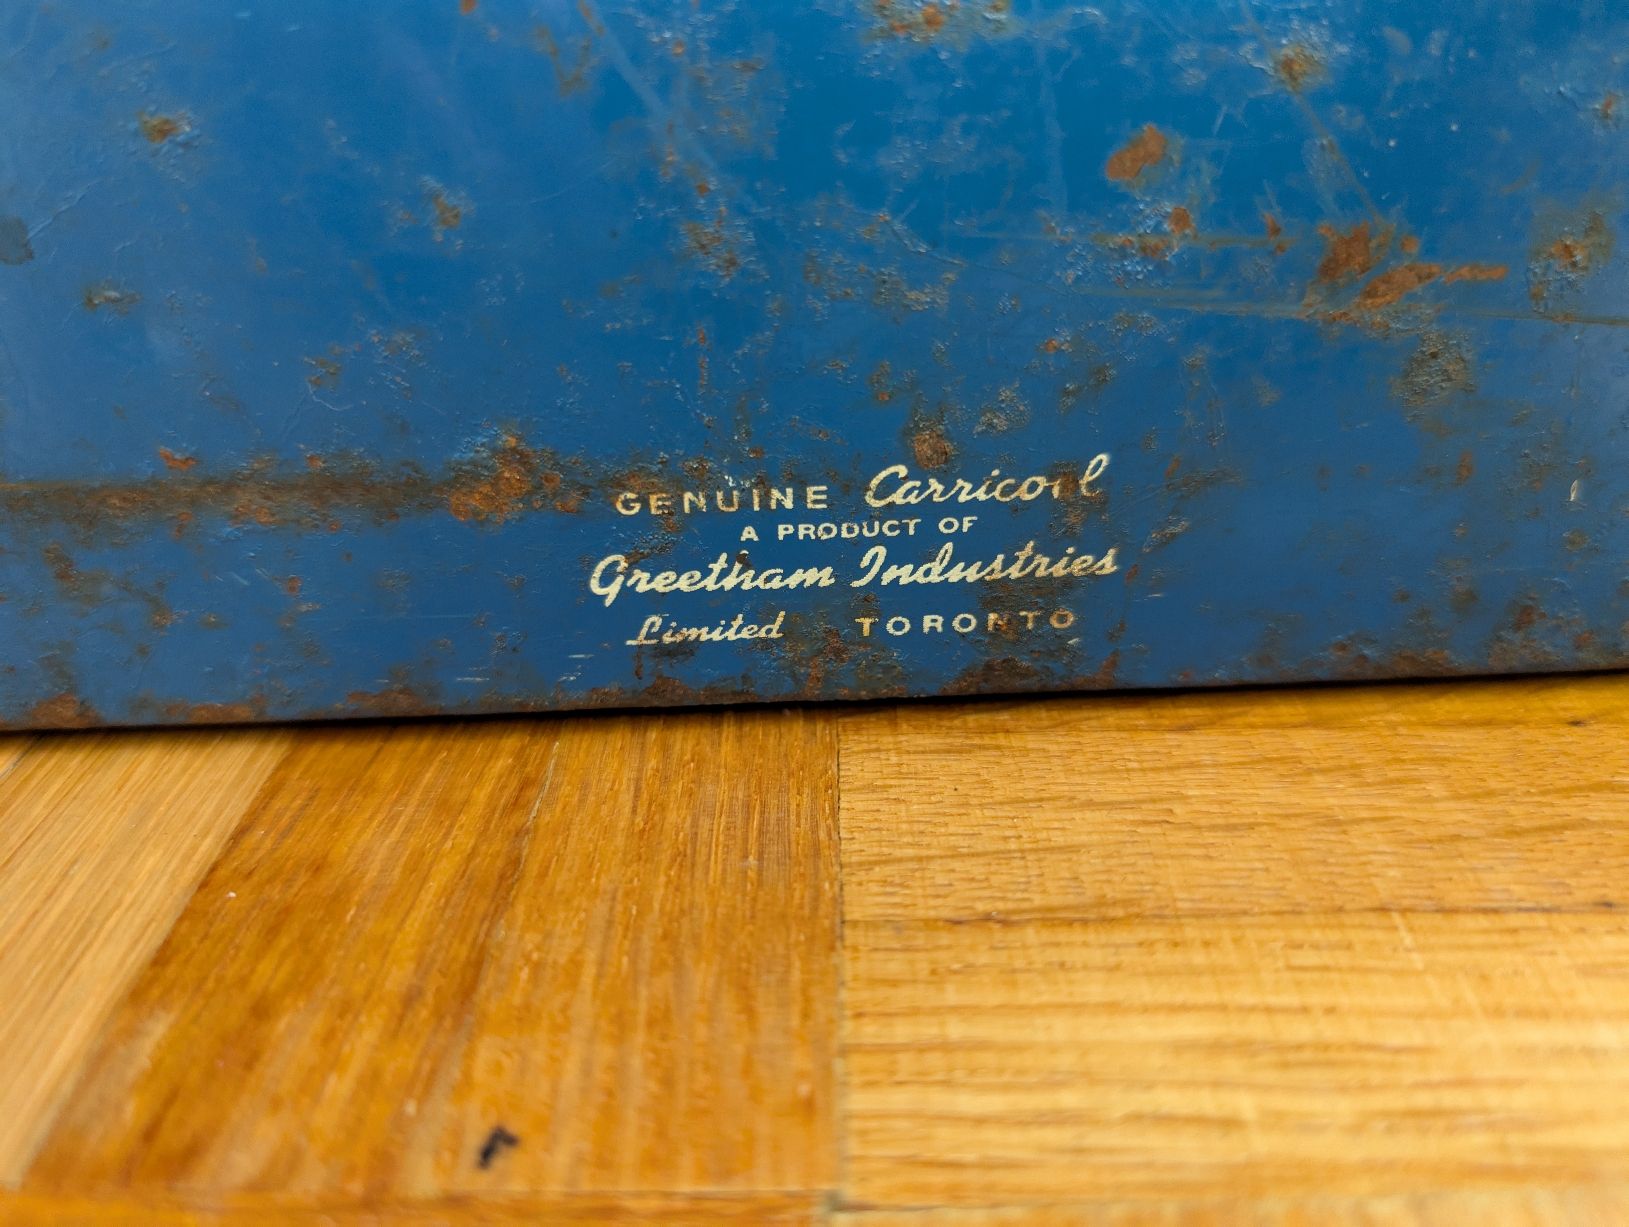 GENUINE Carricool
A PRODUCT OF
Greetham Industries
Limited TORONTO